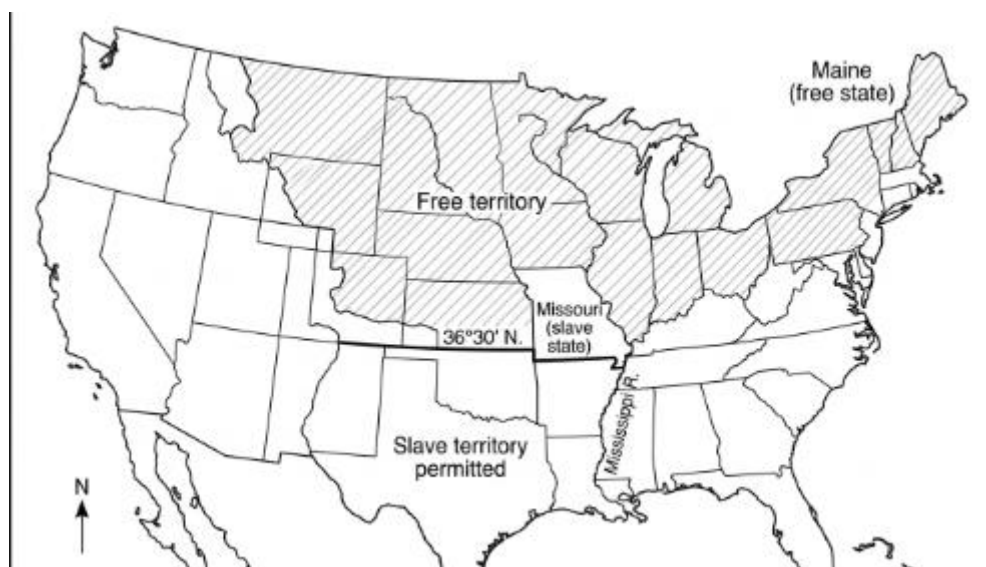 Maine
(free state)
Free territory
36°30' N.
Missouri
(slave
state)
Mississippi R.
Slave territory
permitted
N